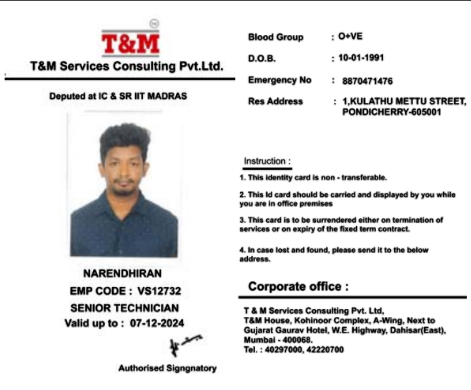 T&M
T&M Services Consulting Pvt.Ltd.
Deputed at IC & SR IIT MADRAS
NARENDHIRAN
EMP CODE : VS12732
SENIOR TECHNICIAN
Valid up to : 07-12-2024
Authorised Signgnatory
Blood Group : O+VE
D.O.B. : 10-01-1991
Emergency No : 8870471476
Res Address : 1,KULATHU METTU STREET,
PONDICHERRY-605001
Instruction :
1. This identity card is non - transferable.
2. This Id card should be carried and displayed by you while
you are in office premises
3. This card is to be surrendered either on termination of
services or on expiry of the fixed term contract.
4. In case lost and found, please send it to the below
address.
Corporate office :
T & M Services Consulting Pvt. Ltd,
T&M House, Kohinoor Complex, A-Wing, Next to
Gujarat Gaurav Hotel, W.E. Highway, Dahisar(East),
Mumbai - 400068.
Tel. : 40297000, 42220700